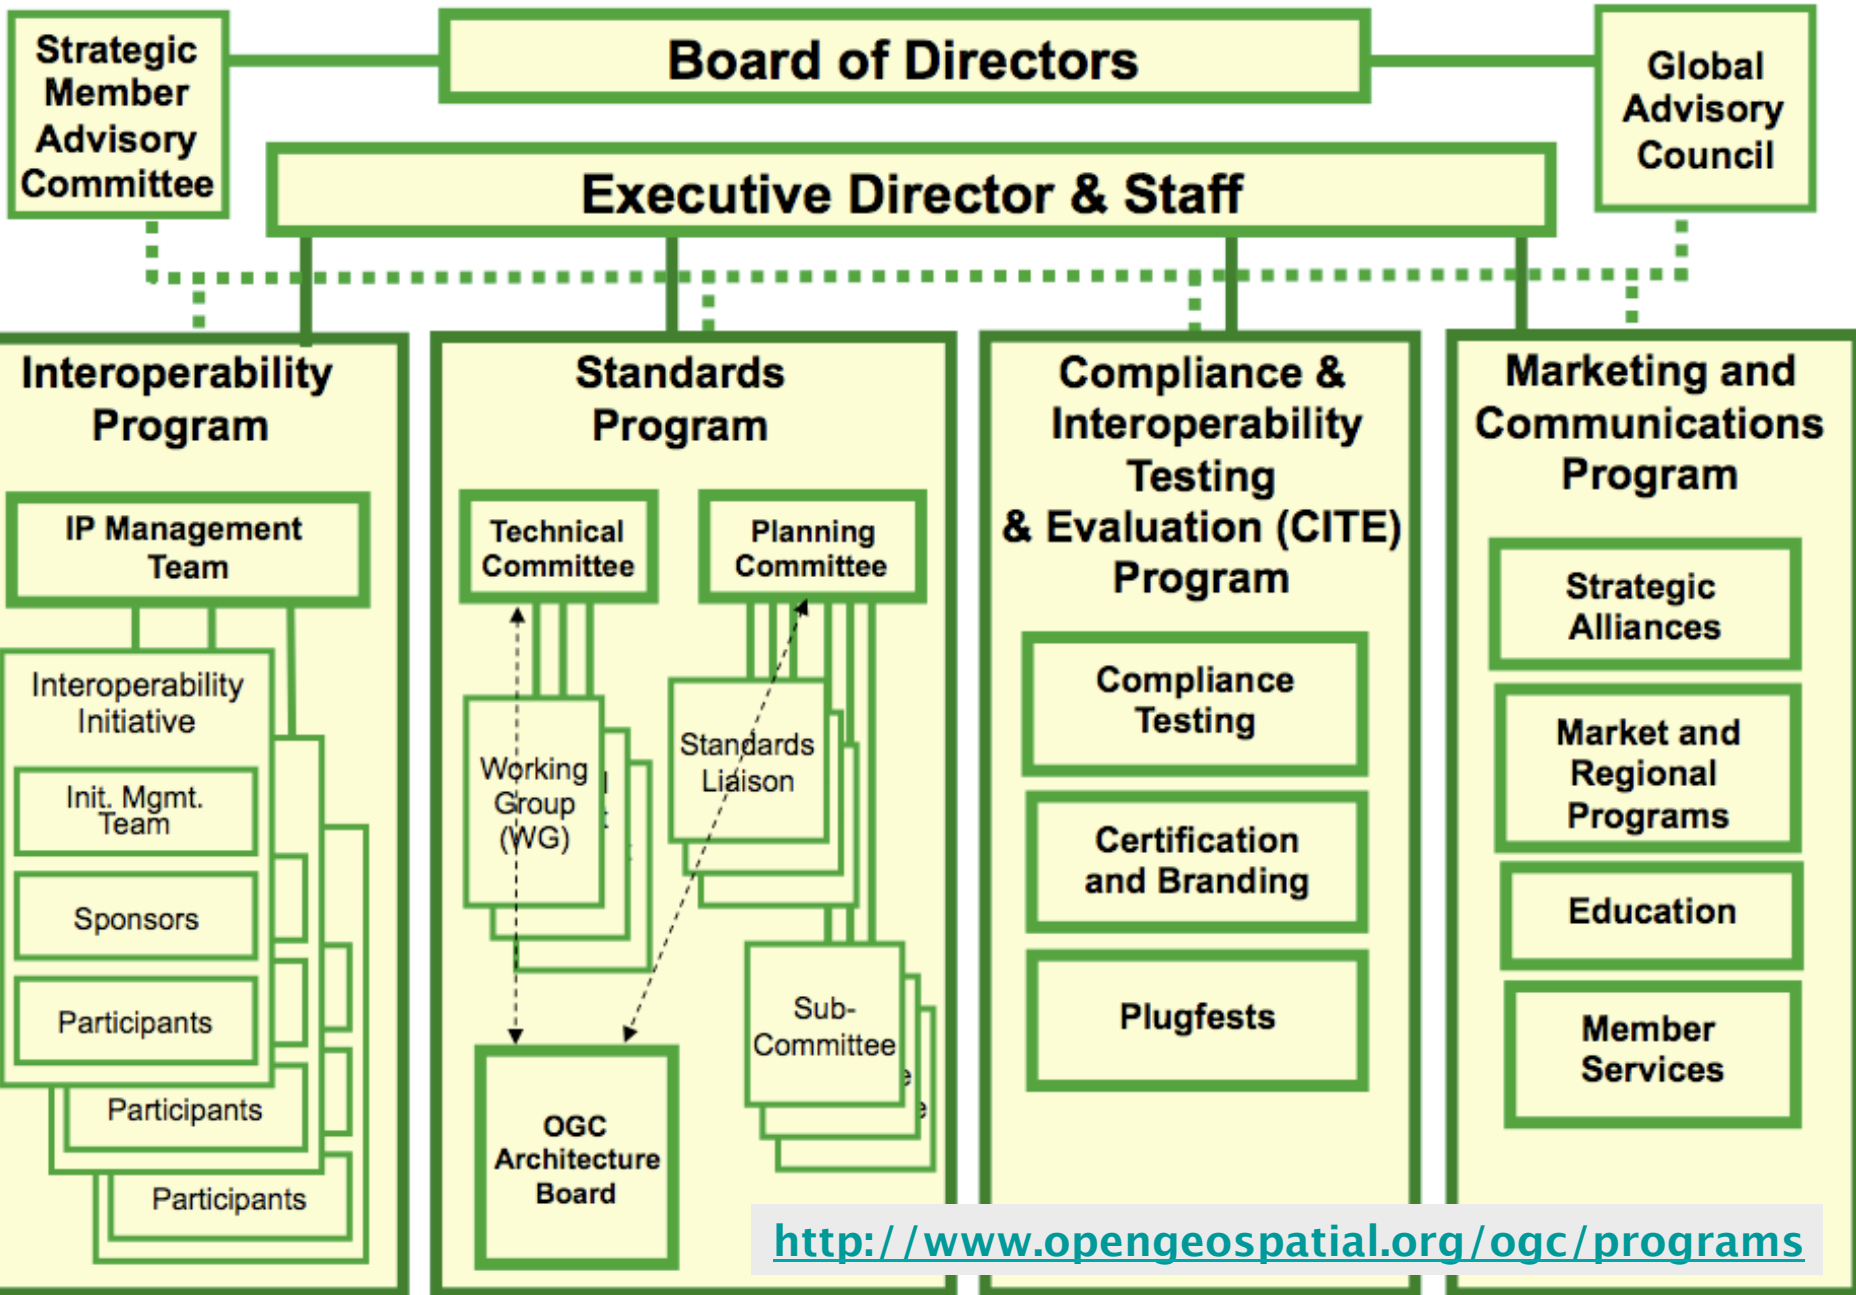 Strategic
Member
Advisory
Committee
Board of Directors
Global
Advisory
Council
Executive Director & Staff
Interoperability
Program
IP Management
Team
Interoperability
Initiative
Init. Mgmt.
Team
Sponsors
Participants
Participants
Participants
Standards
Program
Technical
Committee
Planning
Committee
Working
Group
(WG)
Standards
Liaison
Sub-
Committee
OGC
Architecture
Board
Compliance &
Interoperability
Testing
& Evaluation (CITE)
Program
Compliance
Testing
Certification
and Branding
Plugfests
Marketing and
Communications
Program
Strategic
Alliances
Market and
Regional
Programs
Education
Member
Services
http://www.opengeospatial.org/ogc/programs